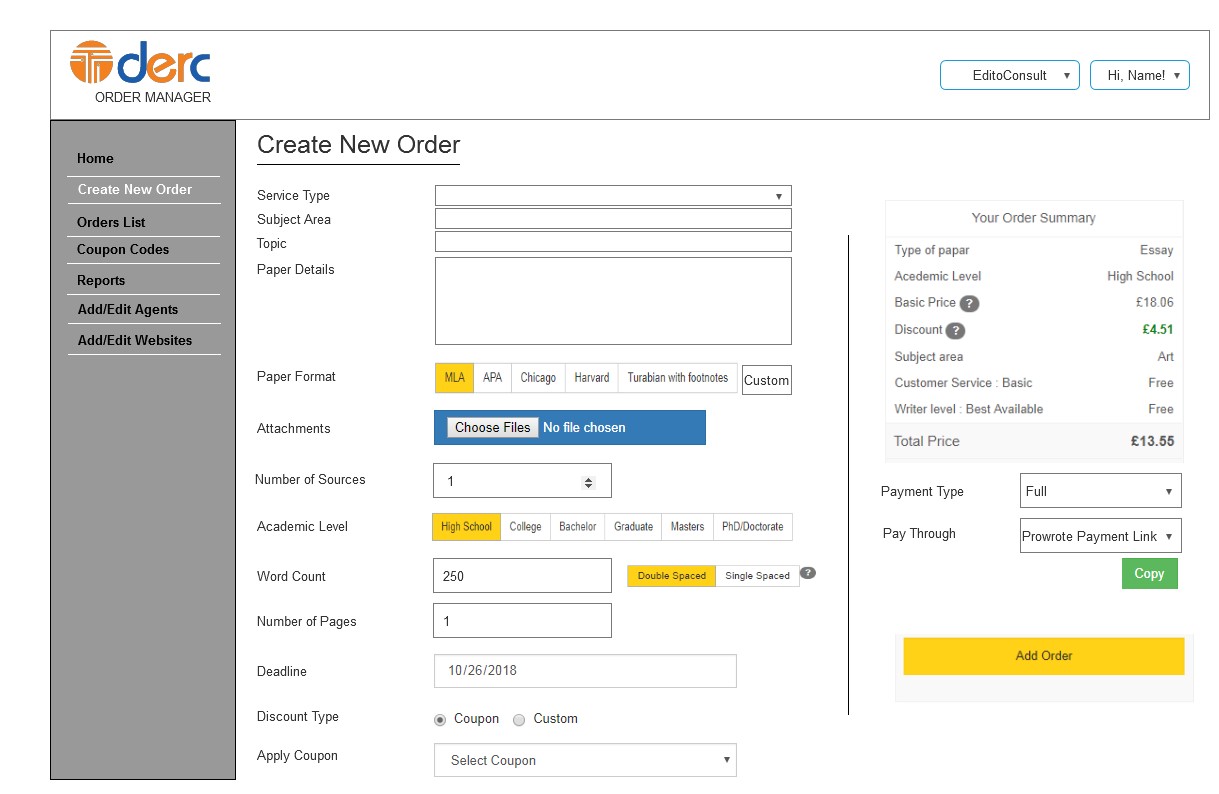 derc
ORDER MANAGER
EditoConsult
Hi, Name!
Home
Create New Order
Orders List
Coupon Codes
Reports
Add/Edit Agents
Add/Edit Websites
Create New Order
Service Type
Subject Area
Topic
Paper Details
Paper Format
MLA APA Chicago Harvard Turabian with footnotes Custom
Attachments
Choose Files No file chosen
Number of Sources
1
Academic Level
High School College Bachelor Graduate Masters PhD/Doctorate
Word Count
250
Double Spaced Single Spaced ?
Number of Pages
1
Deadline
10/26/2018
Discount Type
Coupon Custom
Apply Coupon
Select Coupon
Your Order Summary
Type of papar Essay
Acedemic Level High School
Basic Price ? £18.06
Discount ? £4.51
Subject area Art
Customer Service : Basic Free
Writer level : Best Available Free
Total Price £13.55
Payment Type Full
Pay Through Prowrote Payment Link
Copy
Add Order